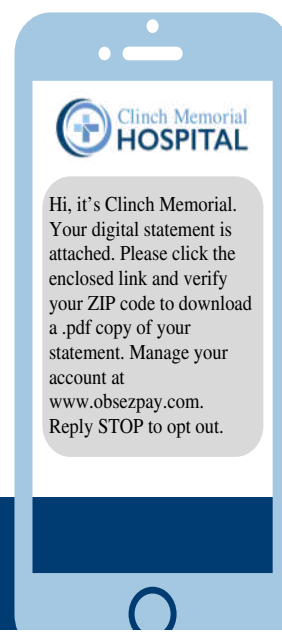 Clinch Memorial
HOSPITAL
Hi, it’s Clinch Memorial.
Your digital statement is
attached. Please click the
enclosed link and verify
your ZIP code to download
a .pdf copy of your
statement. Manage your
account at
www.obsezpay.com.
Reply STOP to opt out.